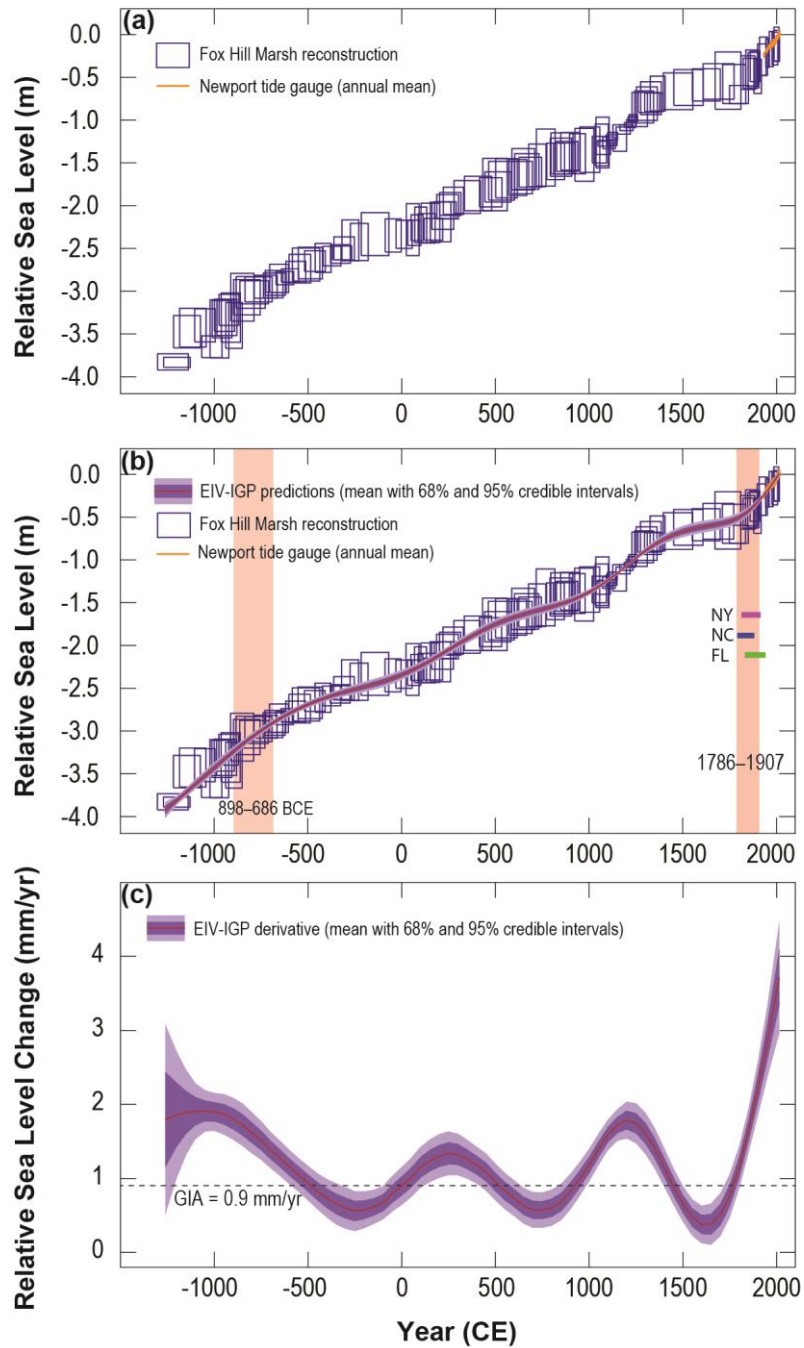 (a)
Fox Hill Marsh reconstruction
Newport tide gauge (annual mean)
Relative Sea Level (m)
0.0
-0.5
-1.0
-1.5
-2.0
-2.5
-3.0
-3.5
-4.0
-1000 -500 0 500 1000 1500 2000
(b)
EIV-IGP predictions (mean with 68% and 95% credible intervals)
Fox Hill Marsh reconstruction
Newport tide gauge (annual mean)
Relative Sea Level (m)
0.0
-0.5
-1.0
-1.5
-2.0
-2.5
-3.0
-3.5
-4.0
NY
NC
FL
1786–1907
898–686 BCE
-1000 -500 0 500 1000 1500 2000
(c)
EIV-IGP derivative (mean with 68% and 95% credible intervals)
Relative Sea Level Change (mm/yr)
4
3
2
1
0
GIA = 0.9 mm/yr
-1000 -500 0 500 1000 1500 2000
Year (CE)